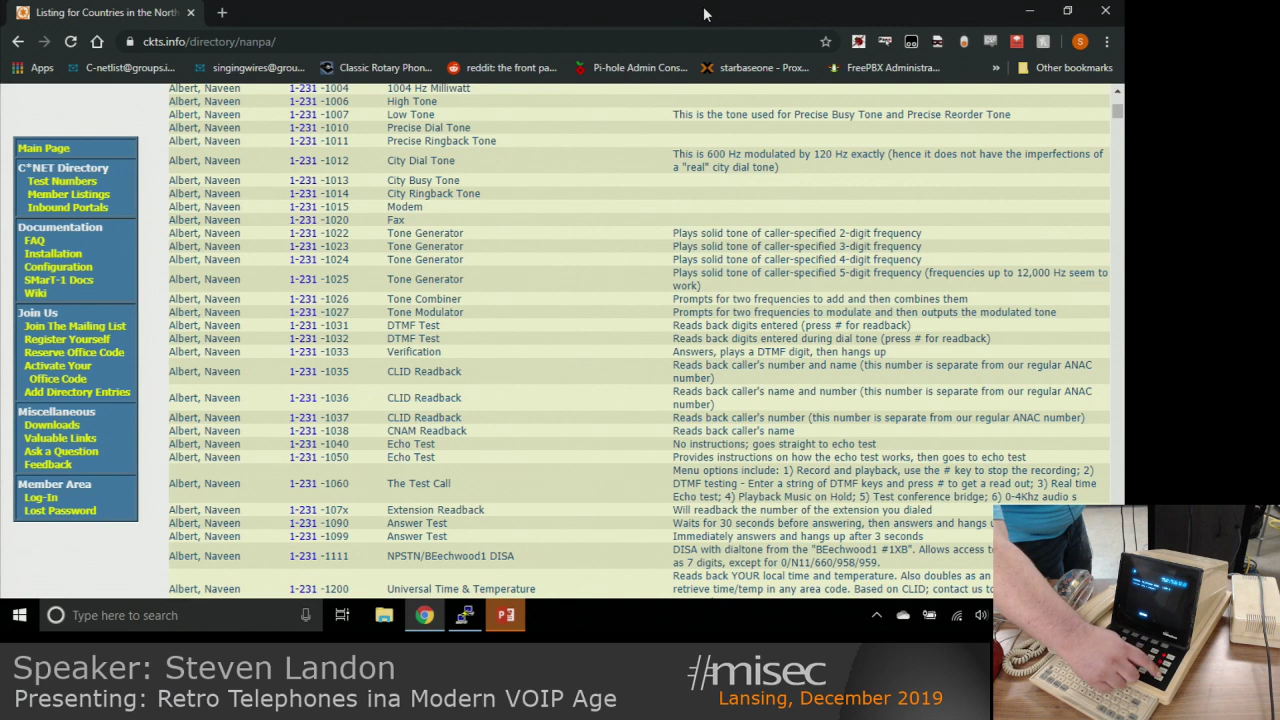 Listing for Countries in the North
ckts.info/directory/nanpa/
Apps C-netlist@groups.i... singingwires@grou... Classic Rotary Phon... reddit: the front pa... Pi-hole Admin Cons... starbaseone - Prox... FreePBX Administra... » Other bookmarks
Main Page
C*NET Directory
Test Numbers
Member Listings
Inbound Portals
Documentation
FAQ
Installation
Configuration
SMarT-1 Docs
Wiki
Join Us
Join The Mailing List
Register Yourself
Reserve Office Code
Activate Your
Office Code
Add Directory Entries
Miscellaneous
Downloads
Valuable Links
Ask a Question
Feedback
Member Area
Log-In
Lost Password
Albert, Naveen 1-231 -1004 1004 Hz Milliwatt
Albert, Naveen 1-231 -1006 High Tone
Albert, Naveen 1-231 -1007 Low Tone This is the tone used for Precise Busy Tone and Precise Reorder Tone
Albert, Naveen 1-231 -1010 Precise Dial Tone
Albert, Naveen 1-231 -1011 Precise Ringback Tone
Albert, Naveen 1-231 -1012 City Dial Tone This is 600 Hz modulated by 120 Hz exactly (hence it does not have the imperfections of
a "real" city dial tone)
Albert, Naveen 1-231 -1013 City Busy Tone
Albert, Naveen 1-231 -1014 City Ringback Tone
Albert, Naveen 1-231 -1015 Modem
Albert, Naveen 1-231 -1020 Fax
Albert, Naveen 1-231 -1022 Tone Generator Plays solid tone of caller-specified 2-digit frequency
Albert, Naveen 1-231 -1023 Tone Generator Plays solid tone of caller-specified 3-digit frequency
Albert, Naveen 1-231 -1024 Tone Generator Plays solid tone of caller-specified 4-digit frequency
Albert, Naveen 1-231 -1025 Tone Generator Plays solid tone of caller-specified 5-digit frequency (frequencies up to 12,000 Hz seem to
work)
Albert, Naveen 1-231 -1026 Tone Combiner Prompts for two frequencies to add and then combines them
Albert, Naveen 1-231 -1027 Tone Modulator Prompts for two frequencies to modulate and then outputs the modulated tone
Albert, Naveen 1-231 -1031 DTMF Test Reads back digits entered (press # for readback)
Albert, Naveen 1-231 -1032 DTMF Test Reads back digits entered during dial tone (press # for readback)
Albert, Naveen 1-231 -1033 Verification Answers, plays a DTMF digit, then hangs up
Albert, Naveen 1-231 -1035 CLID Readback Reads back caller's number and name (this number is separate from our regular ANAC
number)
Albert, Naveen 1-231 -1036 CLID Readback Reads back caller's name and number (this number is separate from our regular ANAC
number)
Albert, Naveen 1-231 -1037 CLID Readback Reads back caller's number (this number is separate from our regular ANAC number)
Albert, Naveen 1-231 -1038 CNAM Readback Reads back caller's name
Albert, Naveen 1-231 -1040 Echo Test No instructions; goes straight to echo test
Albert, Naveen 1-231 -1050 Echo Test Provides instructions on how the echo test works, then goes to echo test
Albert, Naveen 1-231 -1060 The Test Call Menu options include: 1) Record and playback, use the # key to stop the recording; 2)
DTMF testing - Enter a string of DTMF keys and press # to get a read out; 3) Real time
Echo test; 4) Playback Music on Hold; 5) Test conference bridge; 6) 0-4Khz audio s
Albert, Naveen 1-231 -107x Extension Readback Will readback the number of the extension you dialed
Albert, Naveen 1-231 -1090 Answer Test Waits for 30 seconds before answering, then answers and hangs
Albert, Naveen 1-231 -1099 Answer Test Immediately answers and hangs up after 3 seconds
Albert, Naveen 1-231 -1111 NPSTN/BEechwood1 DISA DISA with dialtone from the "BEechwood1 #1XB". Allows access
as 7 digits, except for 0/N11/660/958/959.
Albert, Naveen 1-231 -1200 Universal Time & Temperature Reads back YOUR local time and temperature. Also doubles as an
retrieve time/temp in any area code. Based on CLID; contact us
Type here to search
Speaker: Steven Landon
Presenting: Retro Telephones ina Modern VOIP Age
#misec
Lansing, December 2019